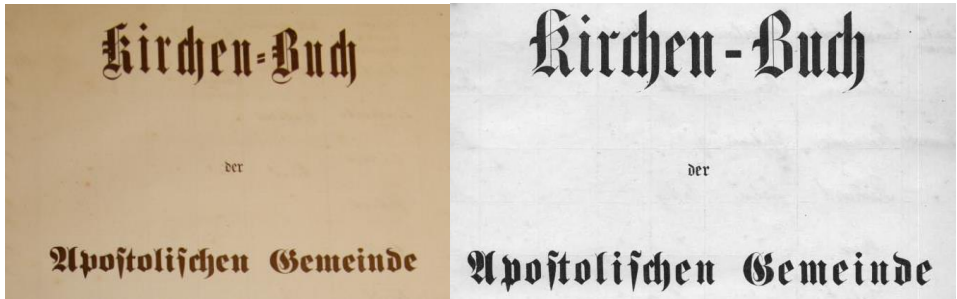 Kirchen=Buch
der
Apoſtoliſchen Gemeinde
Kirchen-Buch
der
Apoſtoliſchen Gemeinde